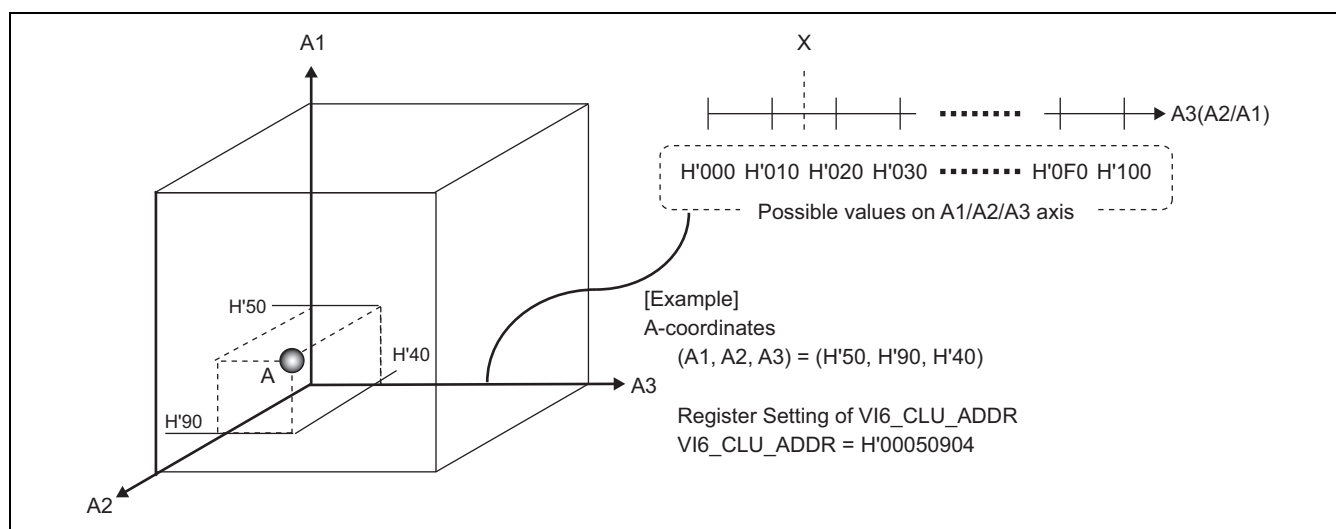 A1
X
A3(A2/A1)
H'000 H'010 H'020 H'030 H'0F0 H'100
Possible values on A1/A2/A3 axis
H'50
H'40
A
A3
H'90
A2
[Example]
A-coordinates
(A1, A2, A3) = (H'50, H'90, H'40)
Register Setting of VI6_CLU_ADDR
VI6_CLU_ADDR = H'00050904